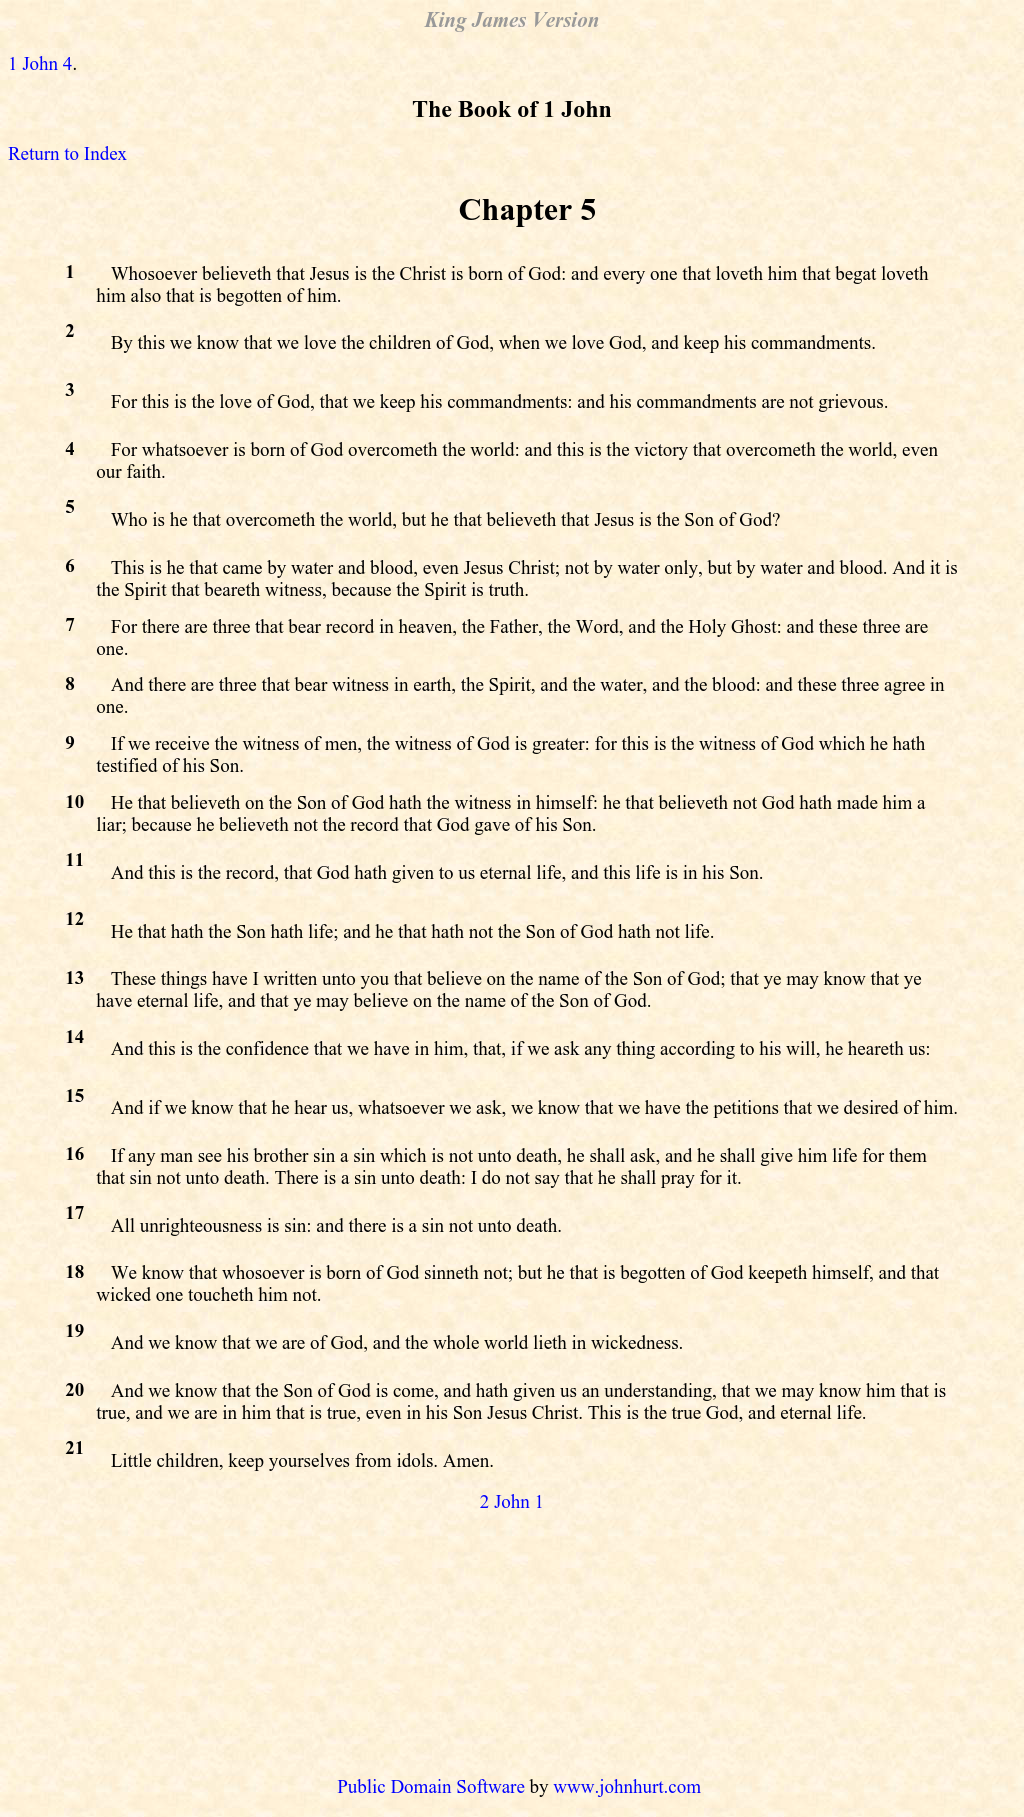 King James Version
1 John 4.
The Book of 1 John
Return to Index
Chapter 5
1 Whosoever believeth that Jesus is the Christ is born of God: and every one that loveth him that begat loveth
him also that is begotten of him.
2 By this we know that we love the children of God, when we love God, and keep his commandments.
3 For this is the love of God, that we keep his commandments: and his commandments are not grievous.
4 For whatsoever is born of God overcometh the world: and this is the victory that overcometh the world, even
our faith.
5 Who is he that overcometh the world, but he that believeth that Jesus is the Son of God?
6 This is he that came by water and blood, even Jesus Christ; not by water only, but by water and blood. And it is
the Spirit that beareth witness, because the Spirit is truth.
7 For there are three that bear record in heaven, the Father, the Word, and the Holy Ghost: and these three are
one.
8 And there are three that bear witness in earth, the Spirit, and the water, and the blood: and these three agree in
one.
9 If we receive the witness of men, the witness of God is greater: for this is the witness of God which he hath
testified of his Son.
10 He that believeth on the Son of God hath the witness in himself: he that believeth not God hath made him a
liar; because he believeth not the record that God gave of his Son.
11 And this is the record, that God hath given to us eternal life, and this life is in his Son.
12 He that hath the Son hath life; and he that hath not the Son of God hath not life.
13 These things have I written unto you that believe on the name of the Son of God; that ye may know that ye
have eternal life, and that ye may believe on the name of the Son of God.
14 And this is the confidence that we have in him, that, if we ask any thing according to his will, he heareth us:
15 And if we know that he hear us, whatsoever we ask, we know that we have the petitions that we desired of him.
16 If any man see his brother sin a sin which is not unto death, he shall ask, and he shall give him life for them
that sin not unto death. There is a sin unto death: I do not say that he shall pray for it.
17 All unrighteousness is sin: and there is a sin not unto death.
18 We know that whosoever is born of God sinneth not; but he that is begotten of God keepeth himself, and that
wicked one toucheth him not.
19 And we know that we are of God, and the whole world lieth in wickedness.
20 And we know that the Son of God is come, and hath given us an understanding, that we may know him that is
true, and we are in him that is true, even in his Son Jesus Christ. This is the true God, and eternal life.
21 Little children, keep yourselves from idols. Amen.
2 John 1
Public Domain Software by www.johnhurt.com